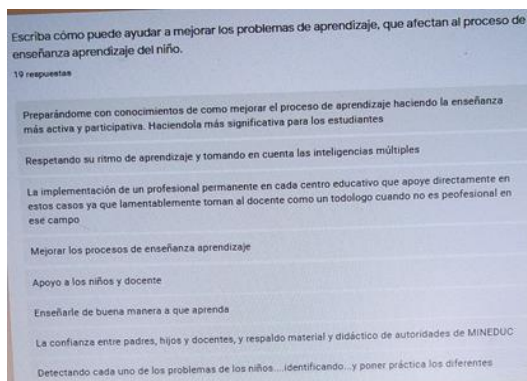 Escriba cómo puede ayudar a mejorar los problemas de aprendizaje, que afectan al proceso de
enseñanza aprendizaje del niño.
19 respuestas
Preparándome con conocimientos de como mejorar el proceso de aprendizaje haciendo la enseñanza
más activa y participativa. Haciendola más significativa para los estudiantes
Respetando su ritmo de aprendizaje y tomando en cuenta las inteligencias múltiples
La implementación de un profesional permanente en cada centro educativo que apoye directamente en
estos casos ya que lamentablemente toman al docente como un todologo cuando no es peofesional en
ese campo
Mejorar los procesos de enseñanza aprendizaje
Apoyo a los niños y docente
Enseñarle de buena manera a que aprenda
La confianza entre padres, hijos y docentes, y respaldo material y didáctico de autoridades de MINEDUC
Detectando cada uno de los problemas de los niños....identificando...y poner práctica los diferentes